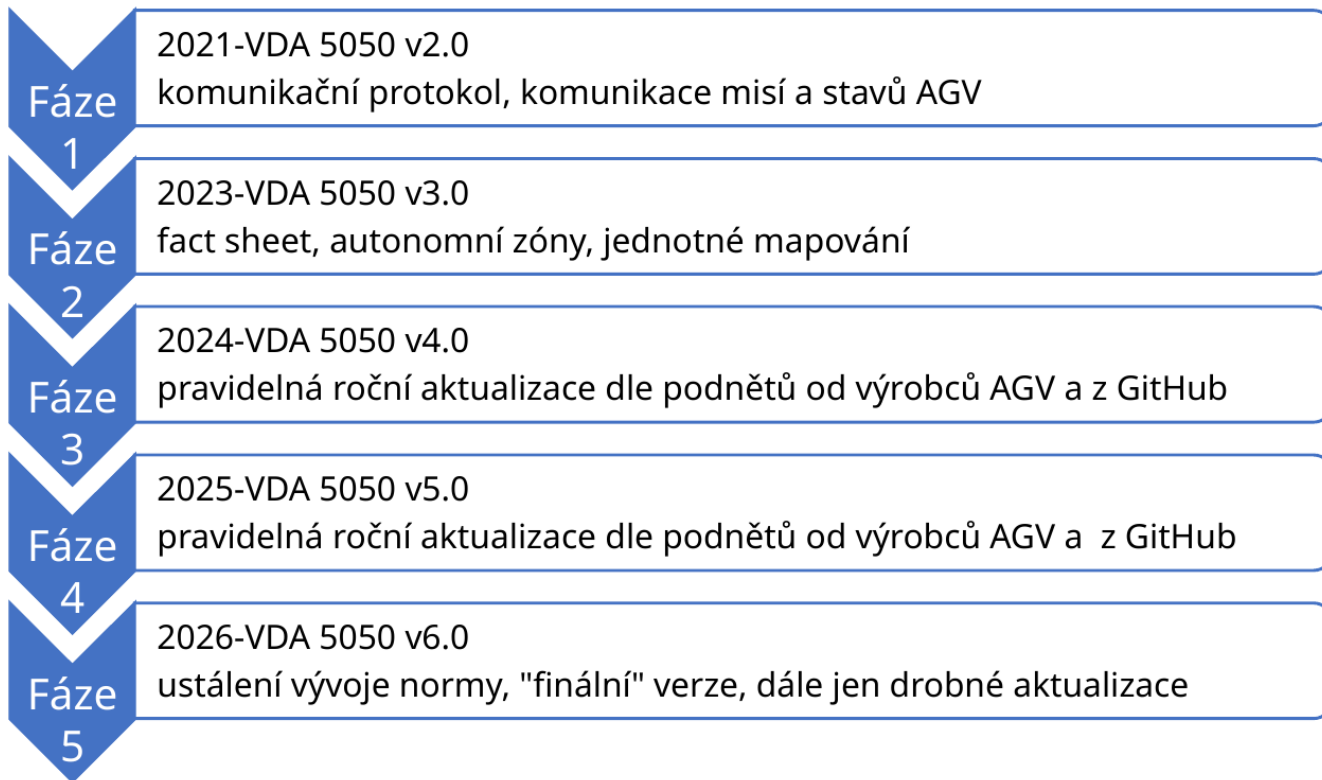 Fáze
1
2021-VDA 5050 v2.0
komunikační protokol, komunikace misí a stavů AGV
Fáze
2
2023-VDA 5050 v3.0
fact sheet, autonomní zóny, jednotné mapování
Fáze
3
2024-VDA 5050 v4.0
pravidelná roční aktualizace dle podnětů od výrobců AGV a z GitHub
Fáze
4
2025-VDA 5050 v5.0
pravidelná roční aktualizace dle podnětů od výrobců AGV a  z GitHub
Fáze
5
2026-VDA 5050 v6.0
ustálení vývoje normy, "finální" verze, dále jen drobné aktualizace